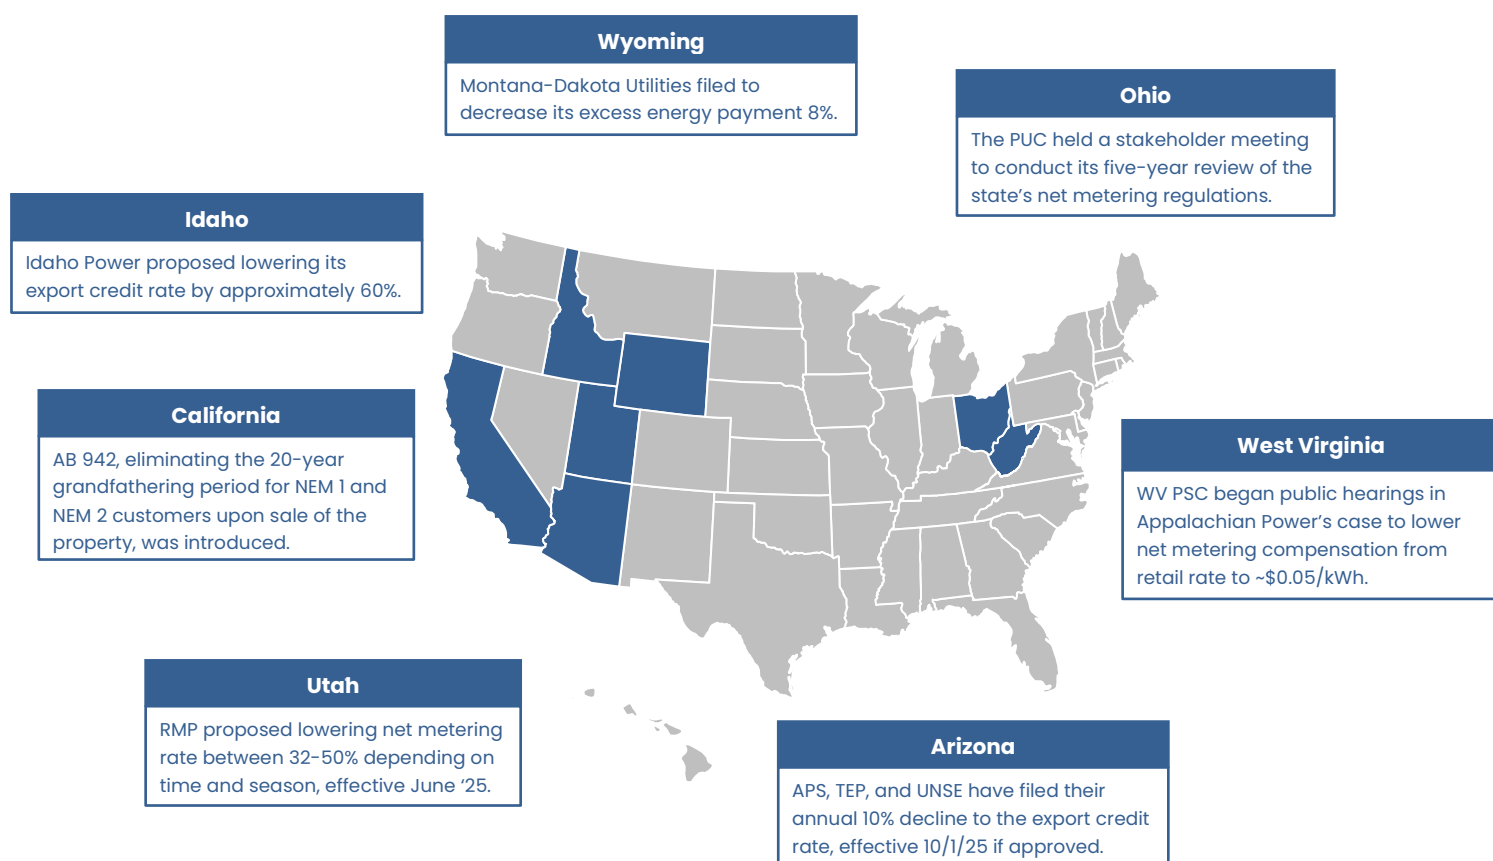 Wyoming
Montana-Dakota Utilities filed to
decrease its excess energy payment 8%.
Ohio
The PUC held a stakeholder meeting
to conduct its five-year review of the
state’s net metering regulations.
Idaho
Idaho Power proposed lowering its
export credit rate by approximately 60%.
California
AB 942, eliminating the 20-year
grandfathering period for NEM 1 and
NEM 2 customers upon sale of the
property, was introduced.
West Virginia
WV PSC began public hearings in
Appalachian Power’s case to lower
net metering compensation from
retail rate to ~$0.05/kWh.
Utah
RMP proposed lowering net metering
rate between 32-50% depending on
time and season, effective June ‘25.
Arizona
APS, TEP, and UNSE have filed their
annual 10% decline to the export credit
rate, effective 10/1/25 if approved.